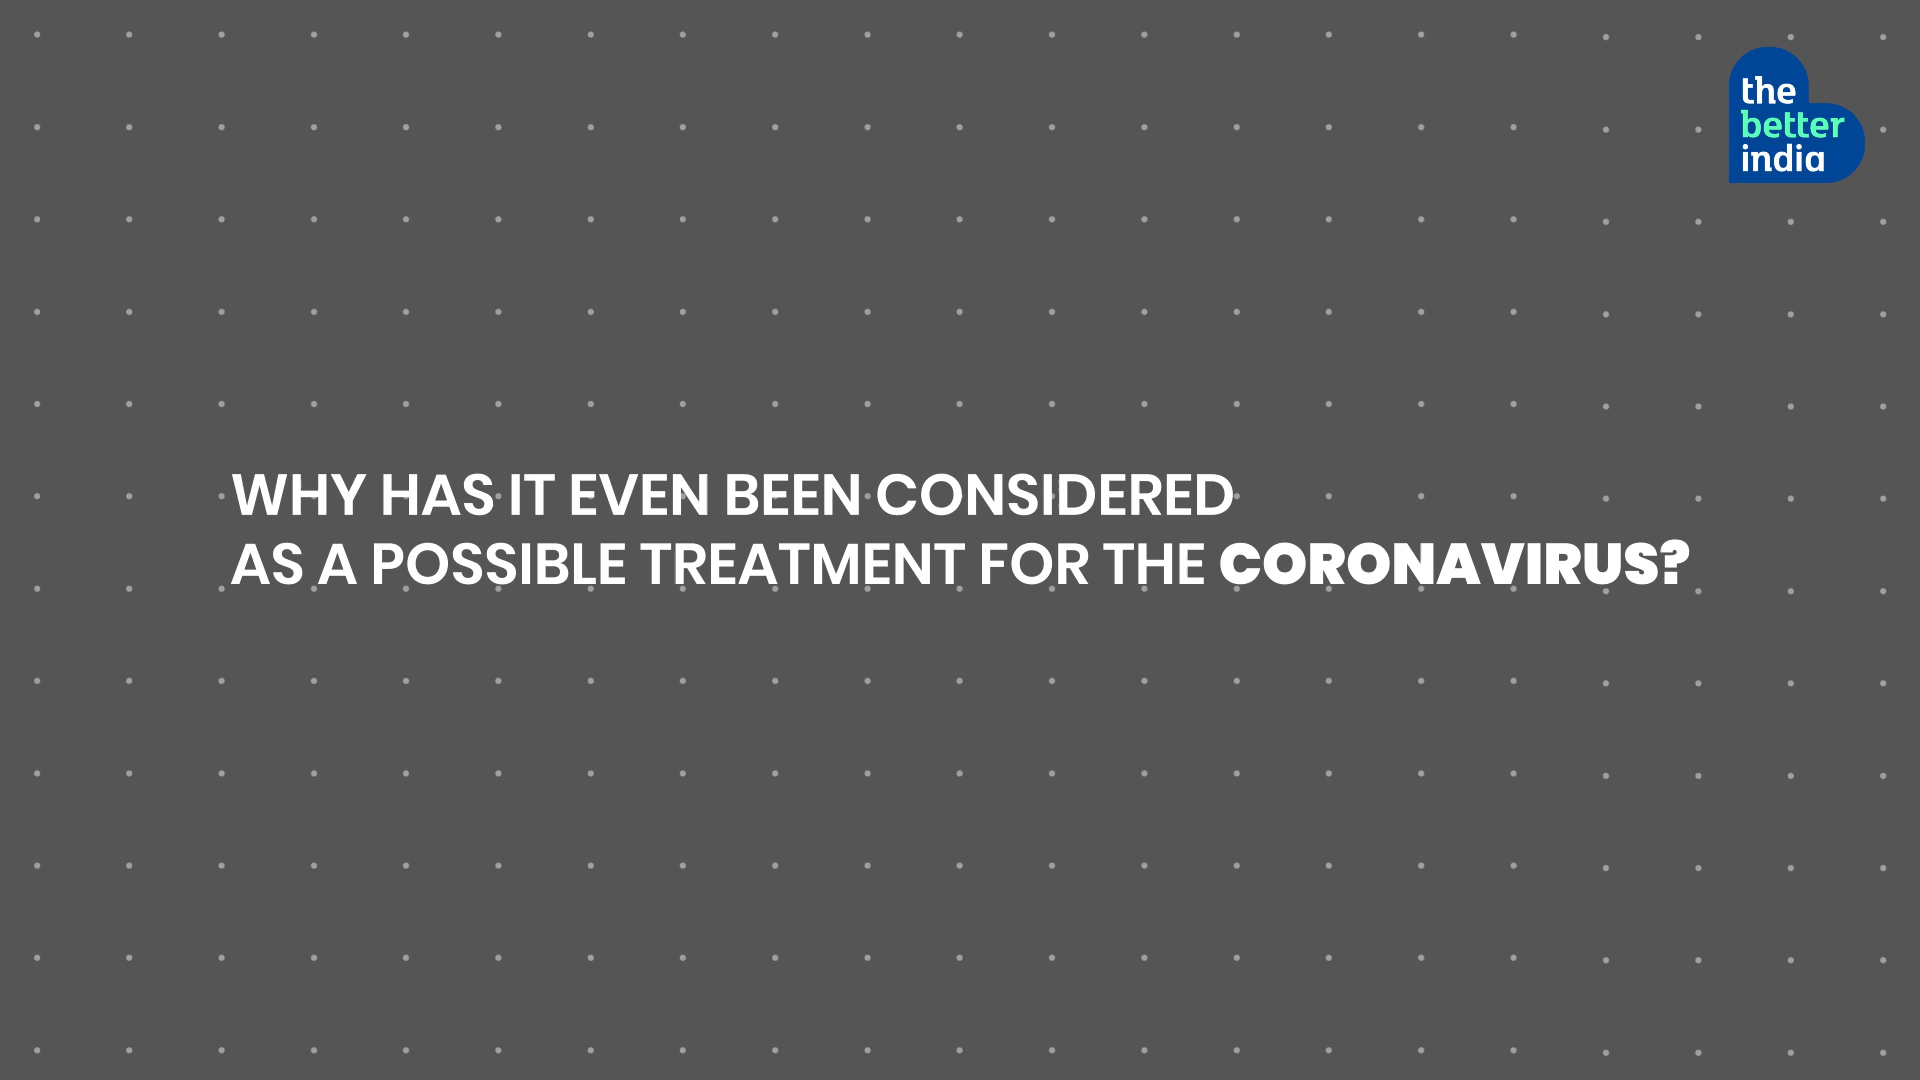 the
better
india
WHY HAS IT EVEN BEEN CONSIDERED
AS A POSSIBLE TREATMENT FOR THE CORONAVIRUS?